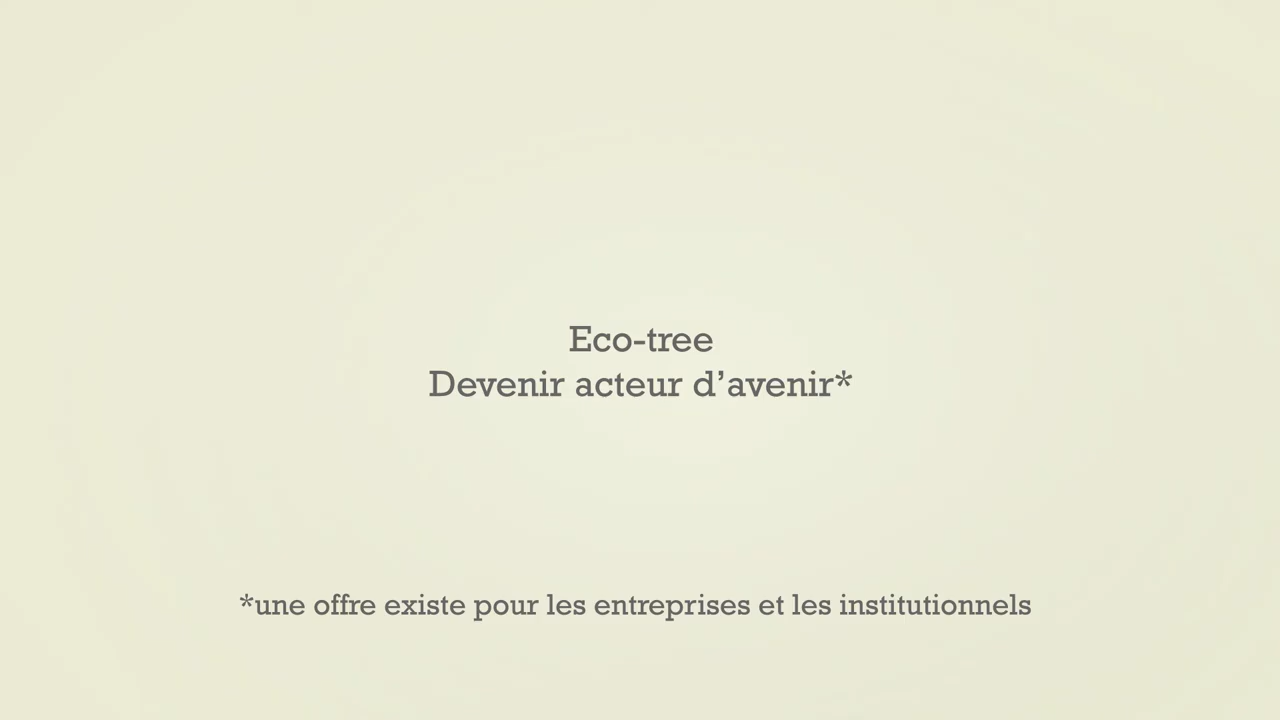 Eco-tree
Devenir acteur d’avenir*
*une offre existe pour les entreprises et les institutionnels